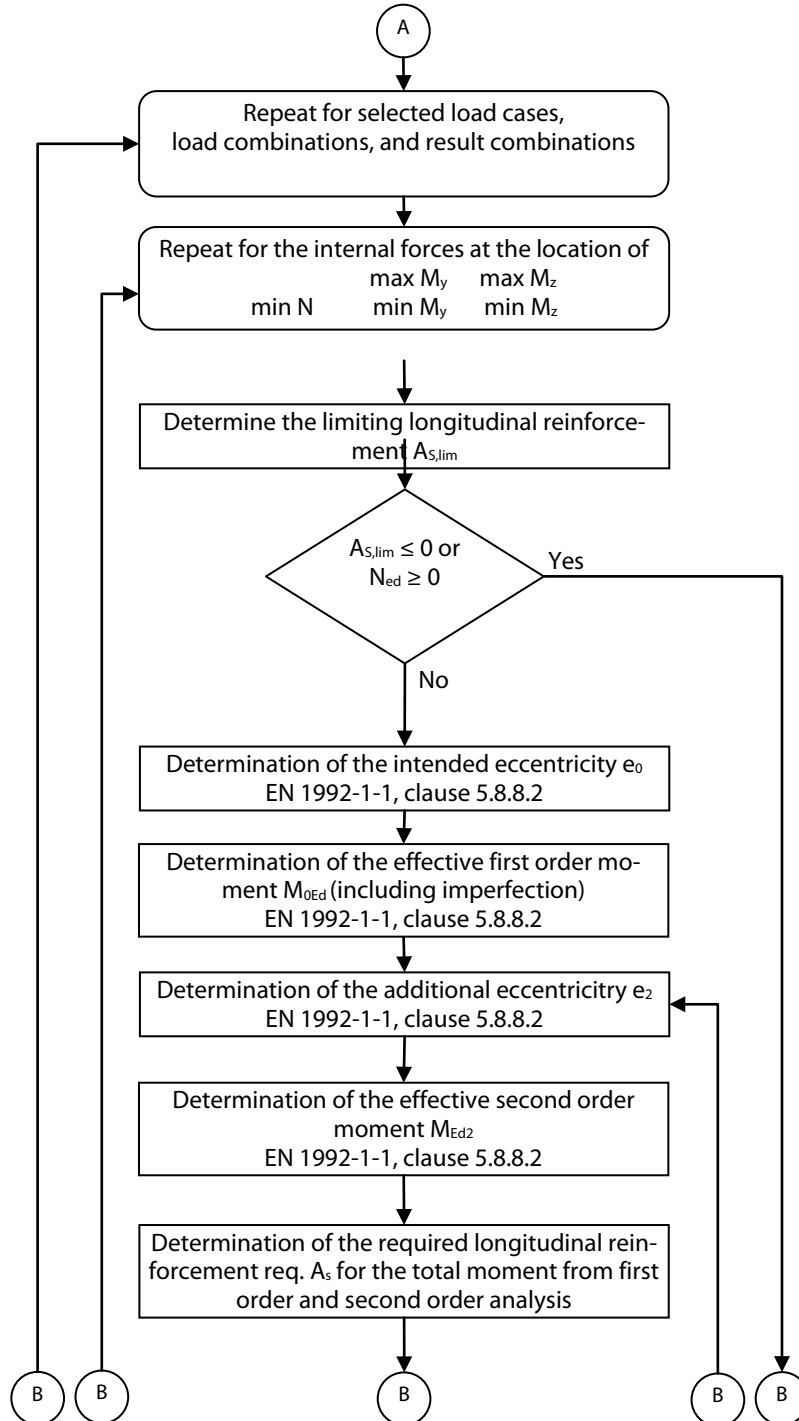 A
Repeat for selected load cases,
load combinations, and result combinations
Repeat for the internal forces at the location of
max My max Mz
min N min My min Mz
Determine the limiting longitudinal reinforce-
ment AS,lim
AS,lim ≤ 0 or
Ned ≥ 0
Yes
No
Determination of the intended eccentricity e0
EN 1992-1-1, clause 5.8.8.2
Determination of the effective first order mo-
ment M0Ed (including imperfection)
EN 1992-1-1, clause 5.8.8.2
Determination of the additional eccentricitry e2
EN 1992-1-1, clause 5.8.8.2
Determination of the effective second order
moment MEd2
EN 1992-1-1, clause 5.8.8.2
Determination of the required longitudinal rein-
forcement req. As for the total moment from first
order and second order analysis
B B B B B